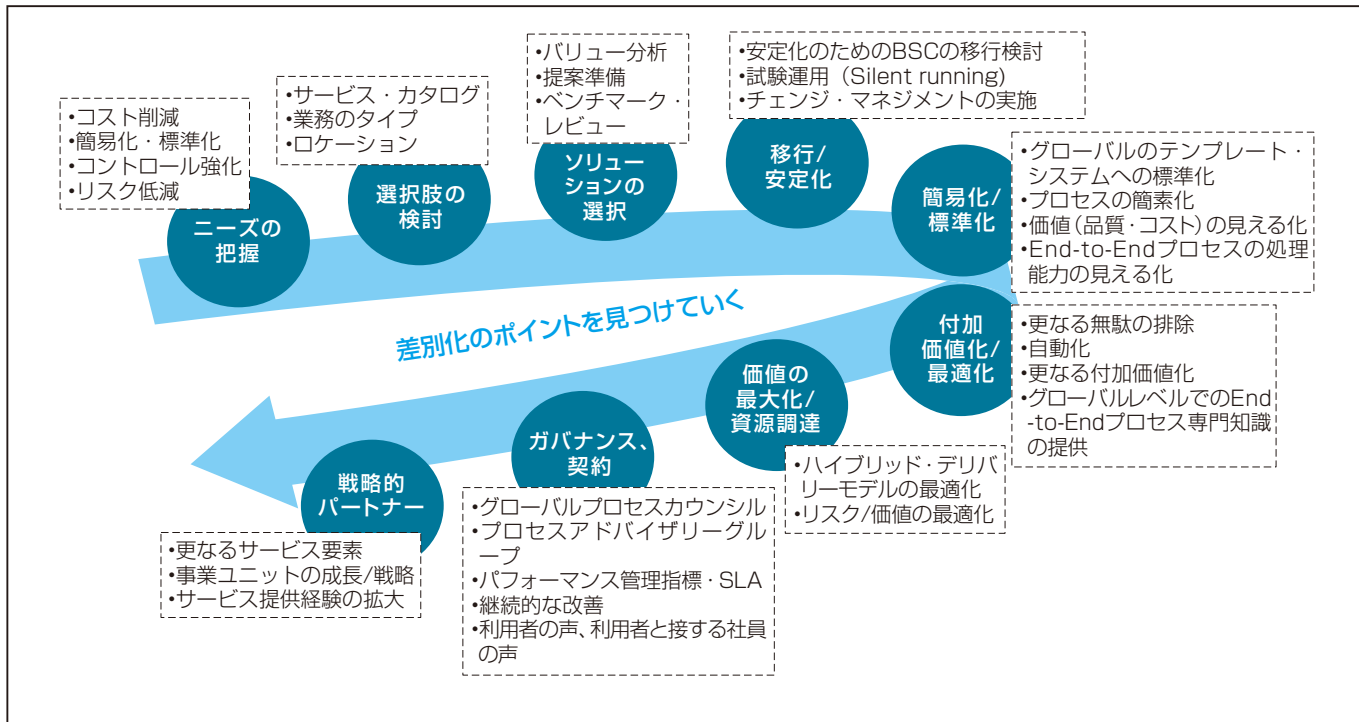 ニーズの
把握
•コスト削減
•簡易化・標準化
•コントロール強化
•リスク低減
選択肢の
検討
•サービス・カタログ
•業務のタイプ
•ロケーション
ソリュー
ションの
選択
•バリュー分析
•提案準備
•ベンチマーク・
レビュー
移行/
安定化
•安定化のためのBSCの移行検討
•試験運用（Silent running)
•チェンジ・マネジメントの実施
簡易化/
標準化
•グローバルのテンプレート・
システムへの標準化
•プロセスの簡素化
•価値（品質・コスト）の見える化
•End-to-Endプロセスの処理
能力の見える化
差別化のポイントを見つけていく
付加
価値化/
最適化
•更なる無駄の排除
•自動化
•更なる付加価値化
•グローバルレベルでのEnd
-to-Endプロセス専門知識
の提供
価値の
最大化/
資源調達
•ハイブリッド・デリバ
リーモデルの最適化
•リスク/価値の最適化
ガバナンス、
契約
•グローバルプロセスカウンシル
•プロセスアドバイザリーグル
ープ
•パフォーマンス管理指標・SLA
•継続的な改善
•利用者の声、利用者と接する社員
の声
戦略的
パートナー
•更なるサービス要素
•事業ユニットの成長/戦略
•サービス提供経験の拡大